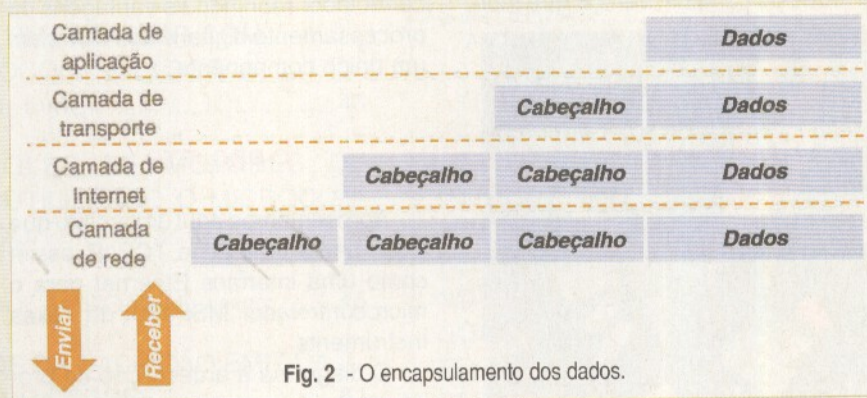 Camada de
aplicação
Dados
Camada de
transporte
Cabeçalho
Dados
Camada de
Internet
Cabeçalho
Cabeçalho
Dados
Camada
de rede
Cabeçalho
Cabeçalho
Cabeçalho
Dados
Enviar
Receber
Fig. 2 - O encapsulamento dos dados.